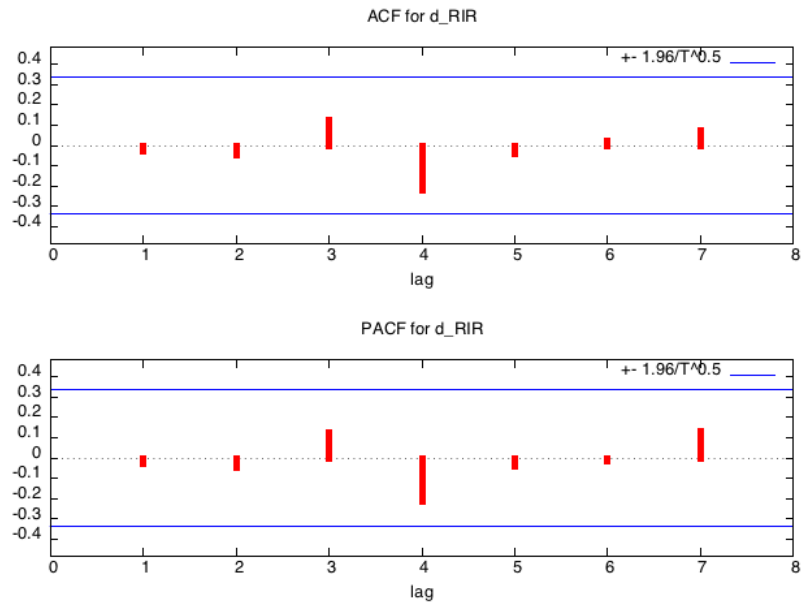 ACF for d_RIR
+- 1.96/T^0.5
0.4
0.3
0.2
0.1
0
-0.1
-0.2
-0.3
-0.4
0 1 2 3 4 5 6 7 8
lag
PACF for d_RIR
+- 1.96/T^0.5
0.4
0.3
0.2
0.1
0
-0.1
-0.2
-0.3
-0.4
0 1 2 3 4 5 6 7 8
lag